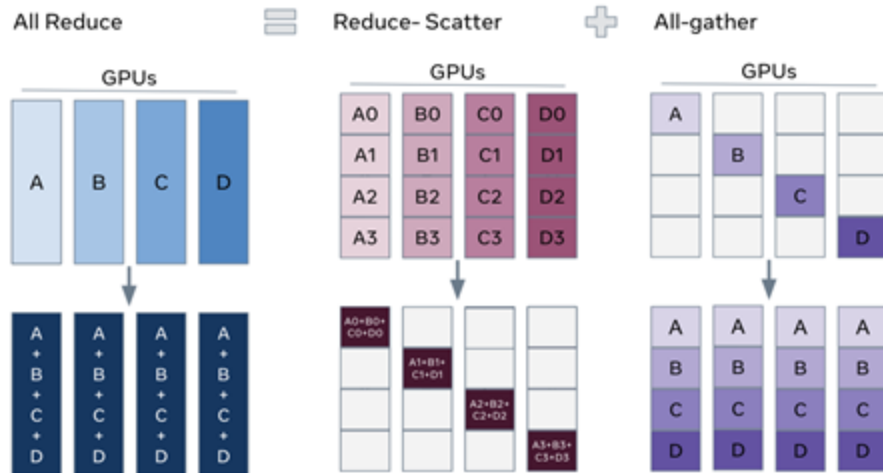 All Reduce
Reduce- Scatter
All-gather
GPUs
GPUs
GPUs
A B C D
A0 B0 C0 D0
A1 B1 C1 D1
A2 B2 C2 D2
A3 B3 C3 D3
A
B
C
D
A A A A
+ + + +
B B B B
+ + + +
C C C C
+ + + +
D D D D
A0+B0+
C0+D0
A1+B1+
C1+D1
A2+B2+
C2+D2
A3+B3+
C3+D3
A A A A
B B B B
C C C C
D D D D